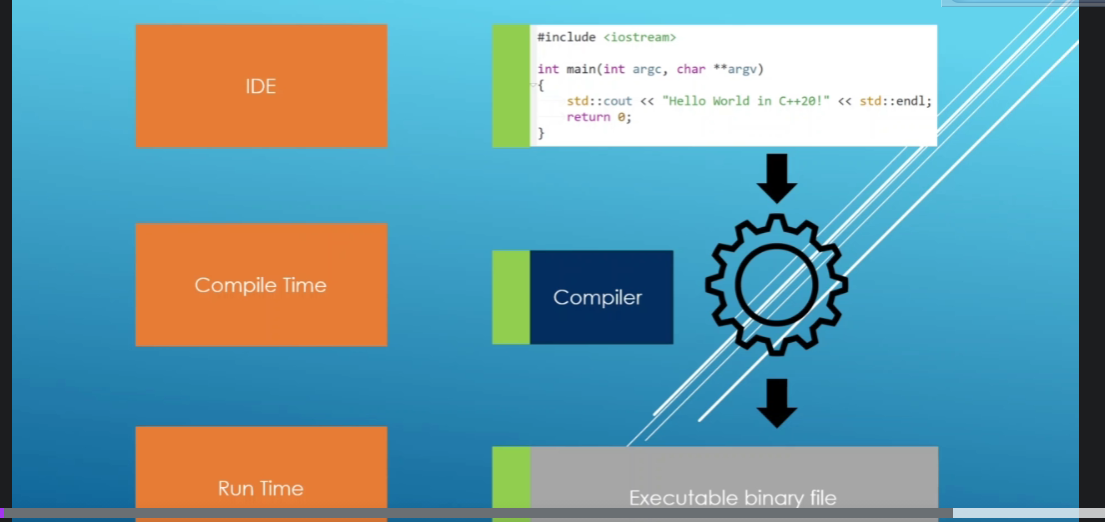 IDE
#include <iostream>
int main(int argc, char **argv)
{
std::cout << "Hello World in C++20!" << std::endl;
return 0;
}
Compile Time
Compiler
Run Time
Executable binary file